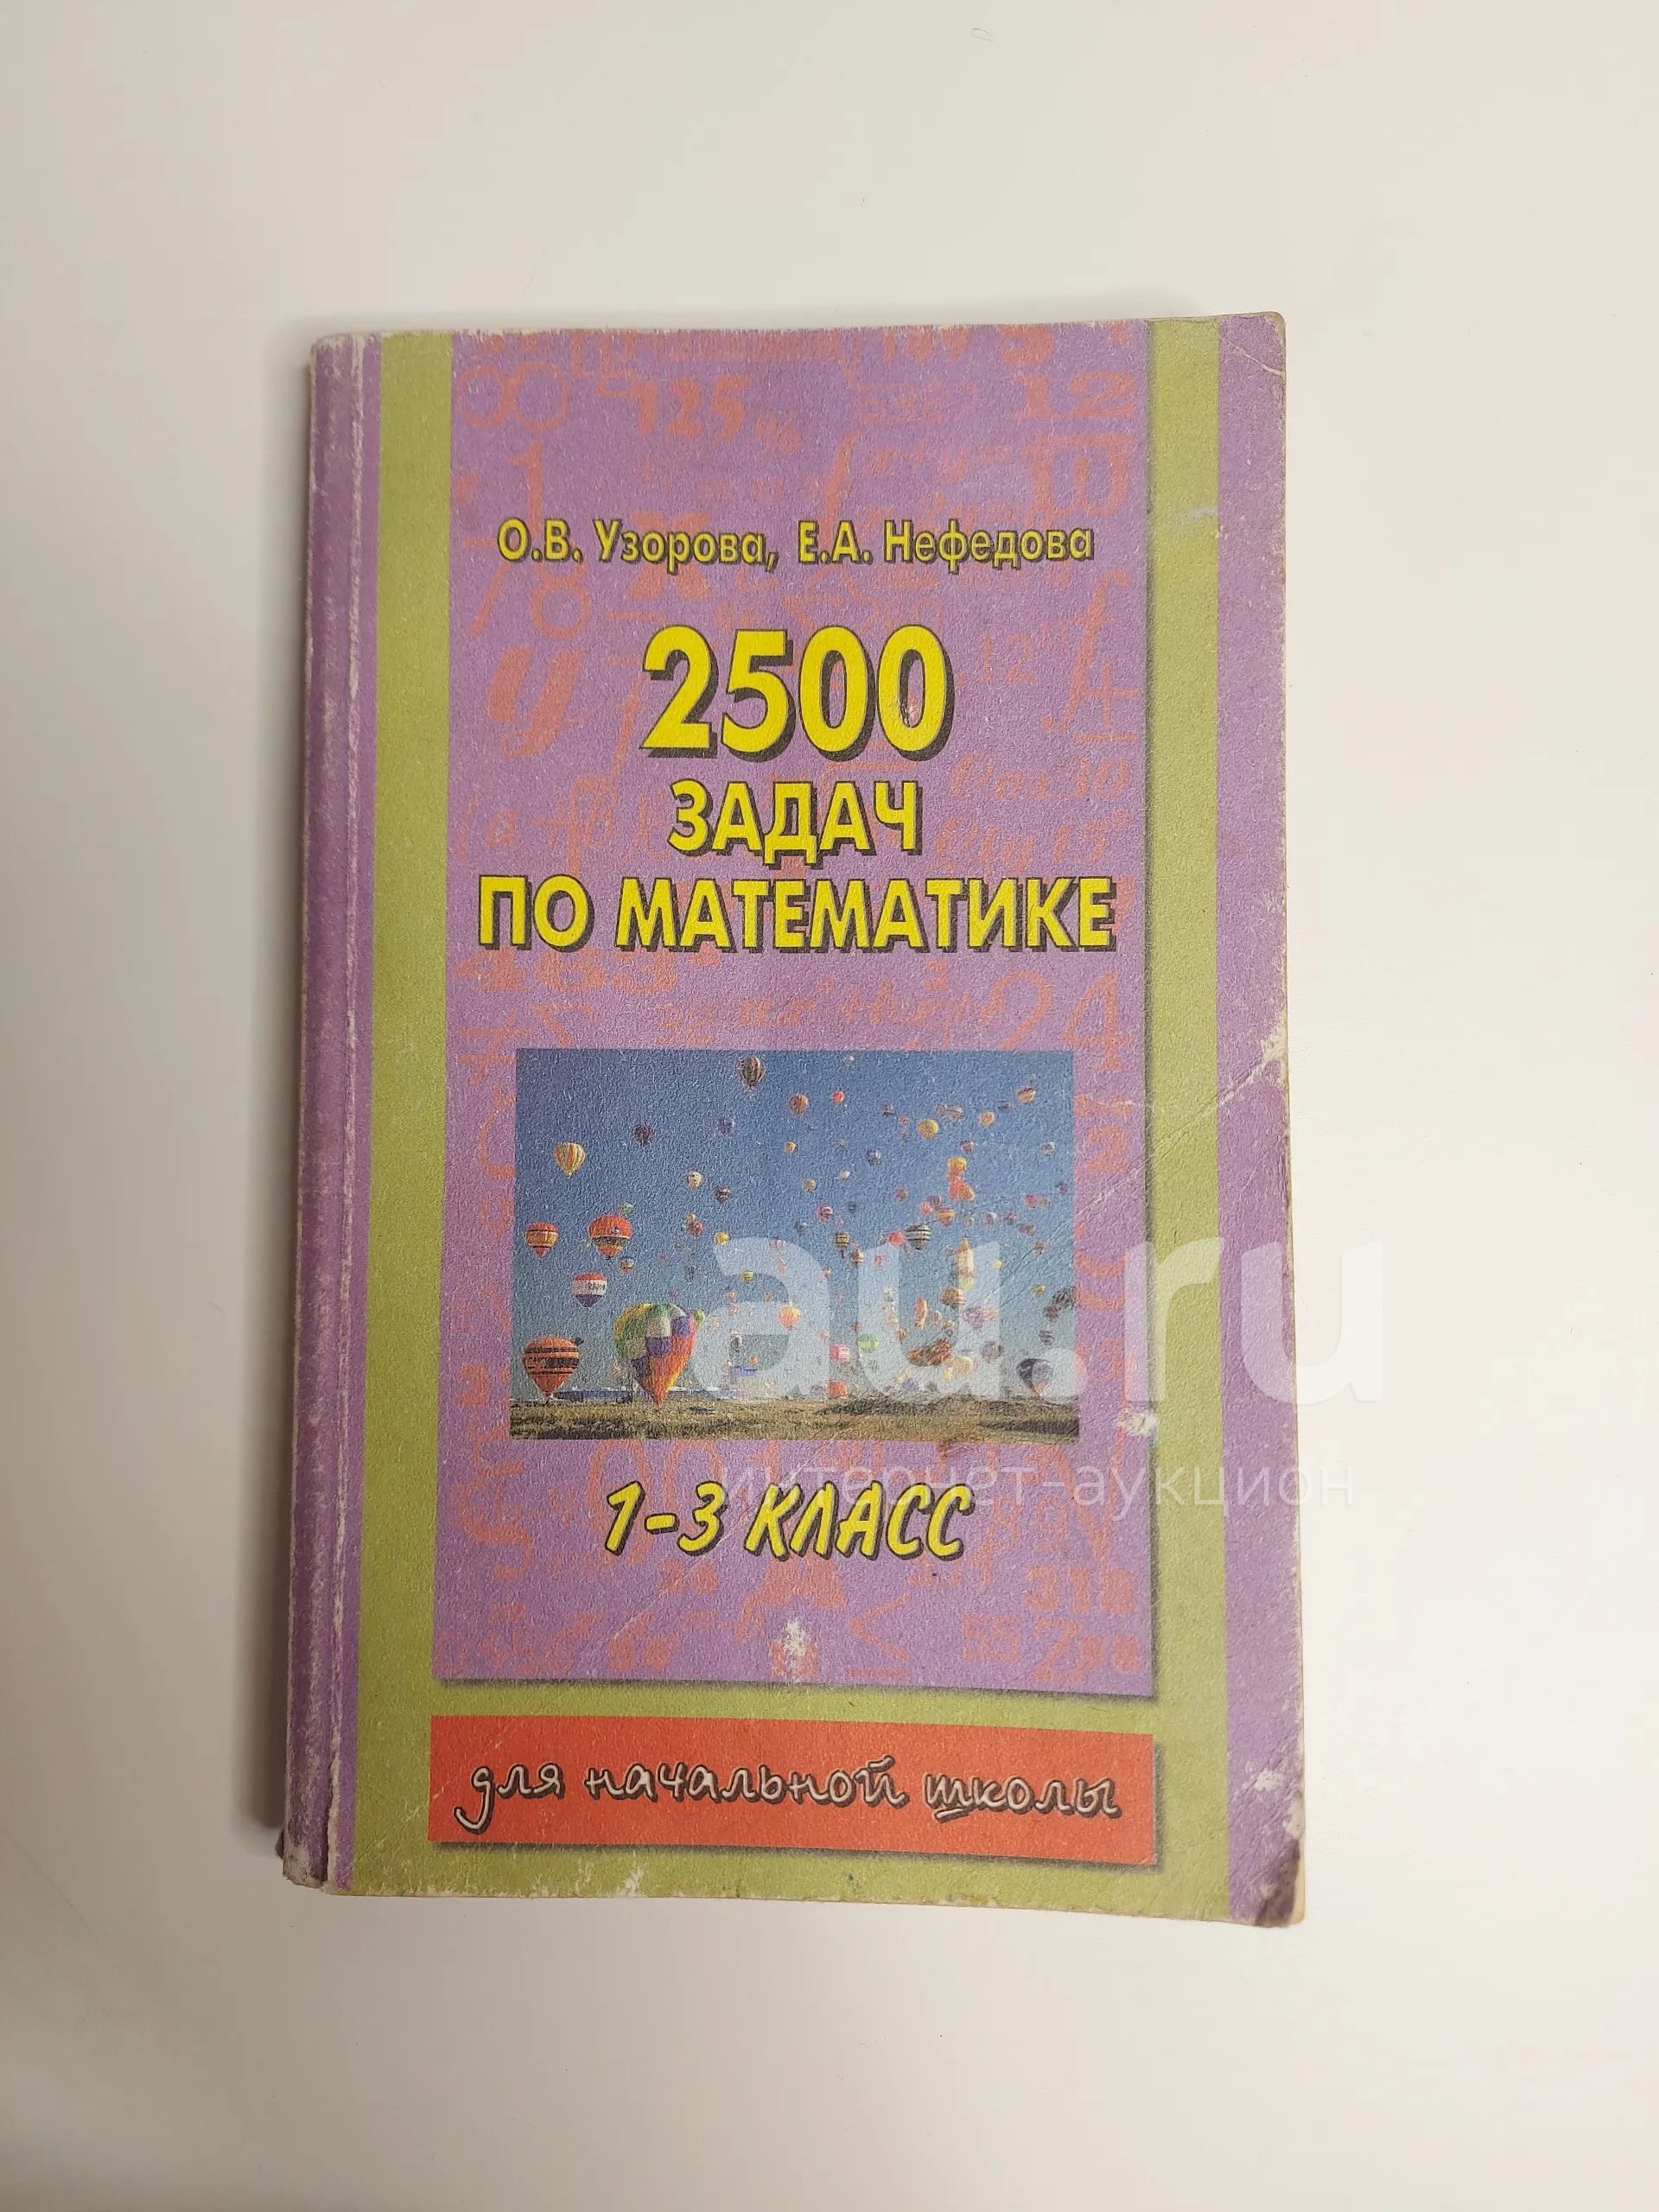 О.В. Узорова, Е.А. Нефедова
2500
ЗАДАЧ
ПО МАТЕМАТИКЕ
au.ru
интернет-аукцион
1-3 КЛАСС
для начальной школы